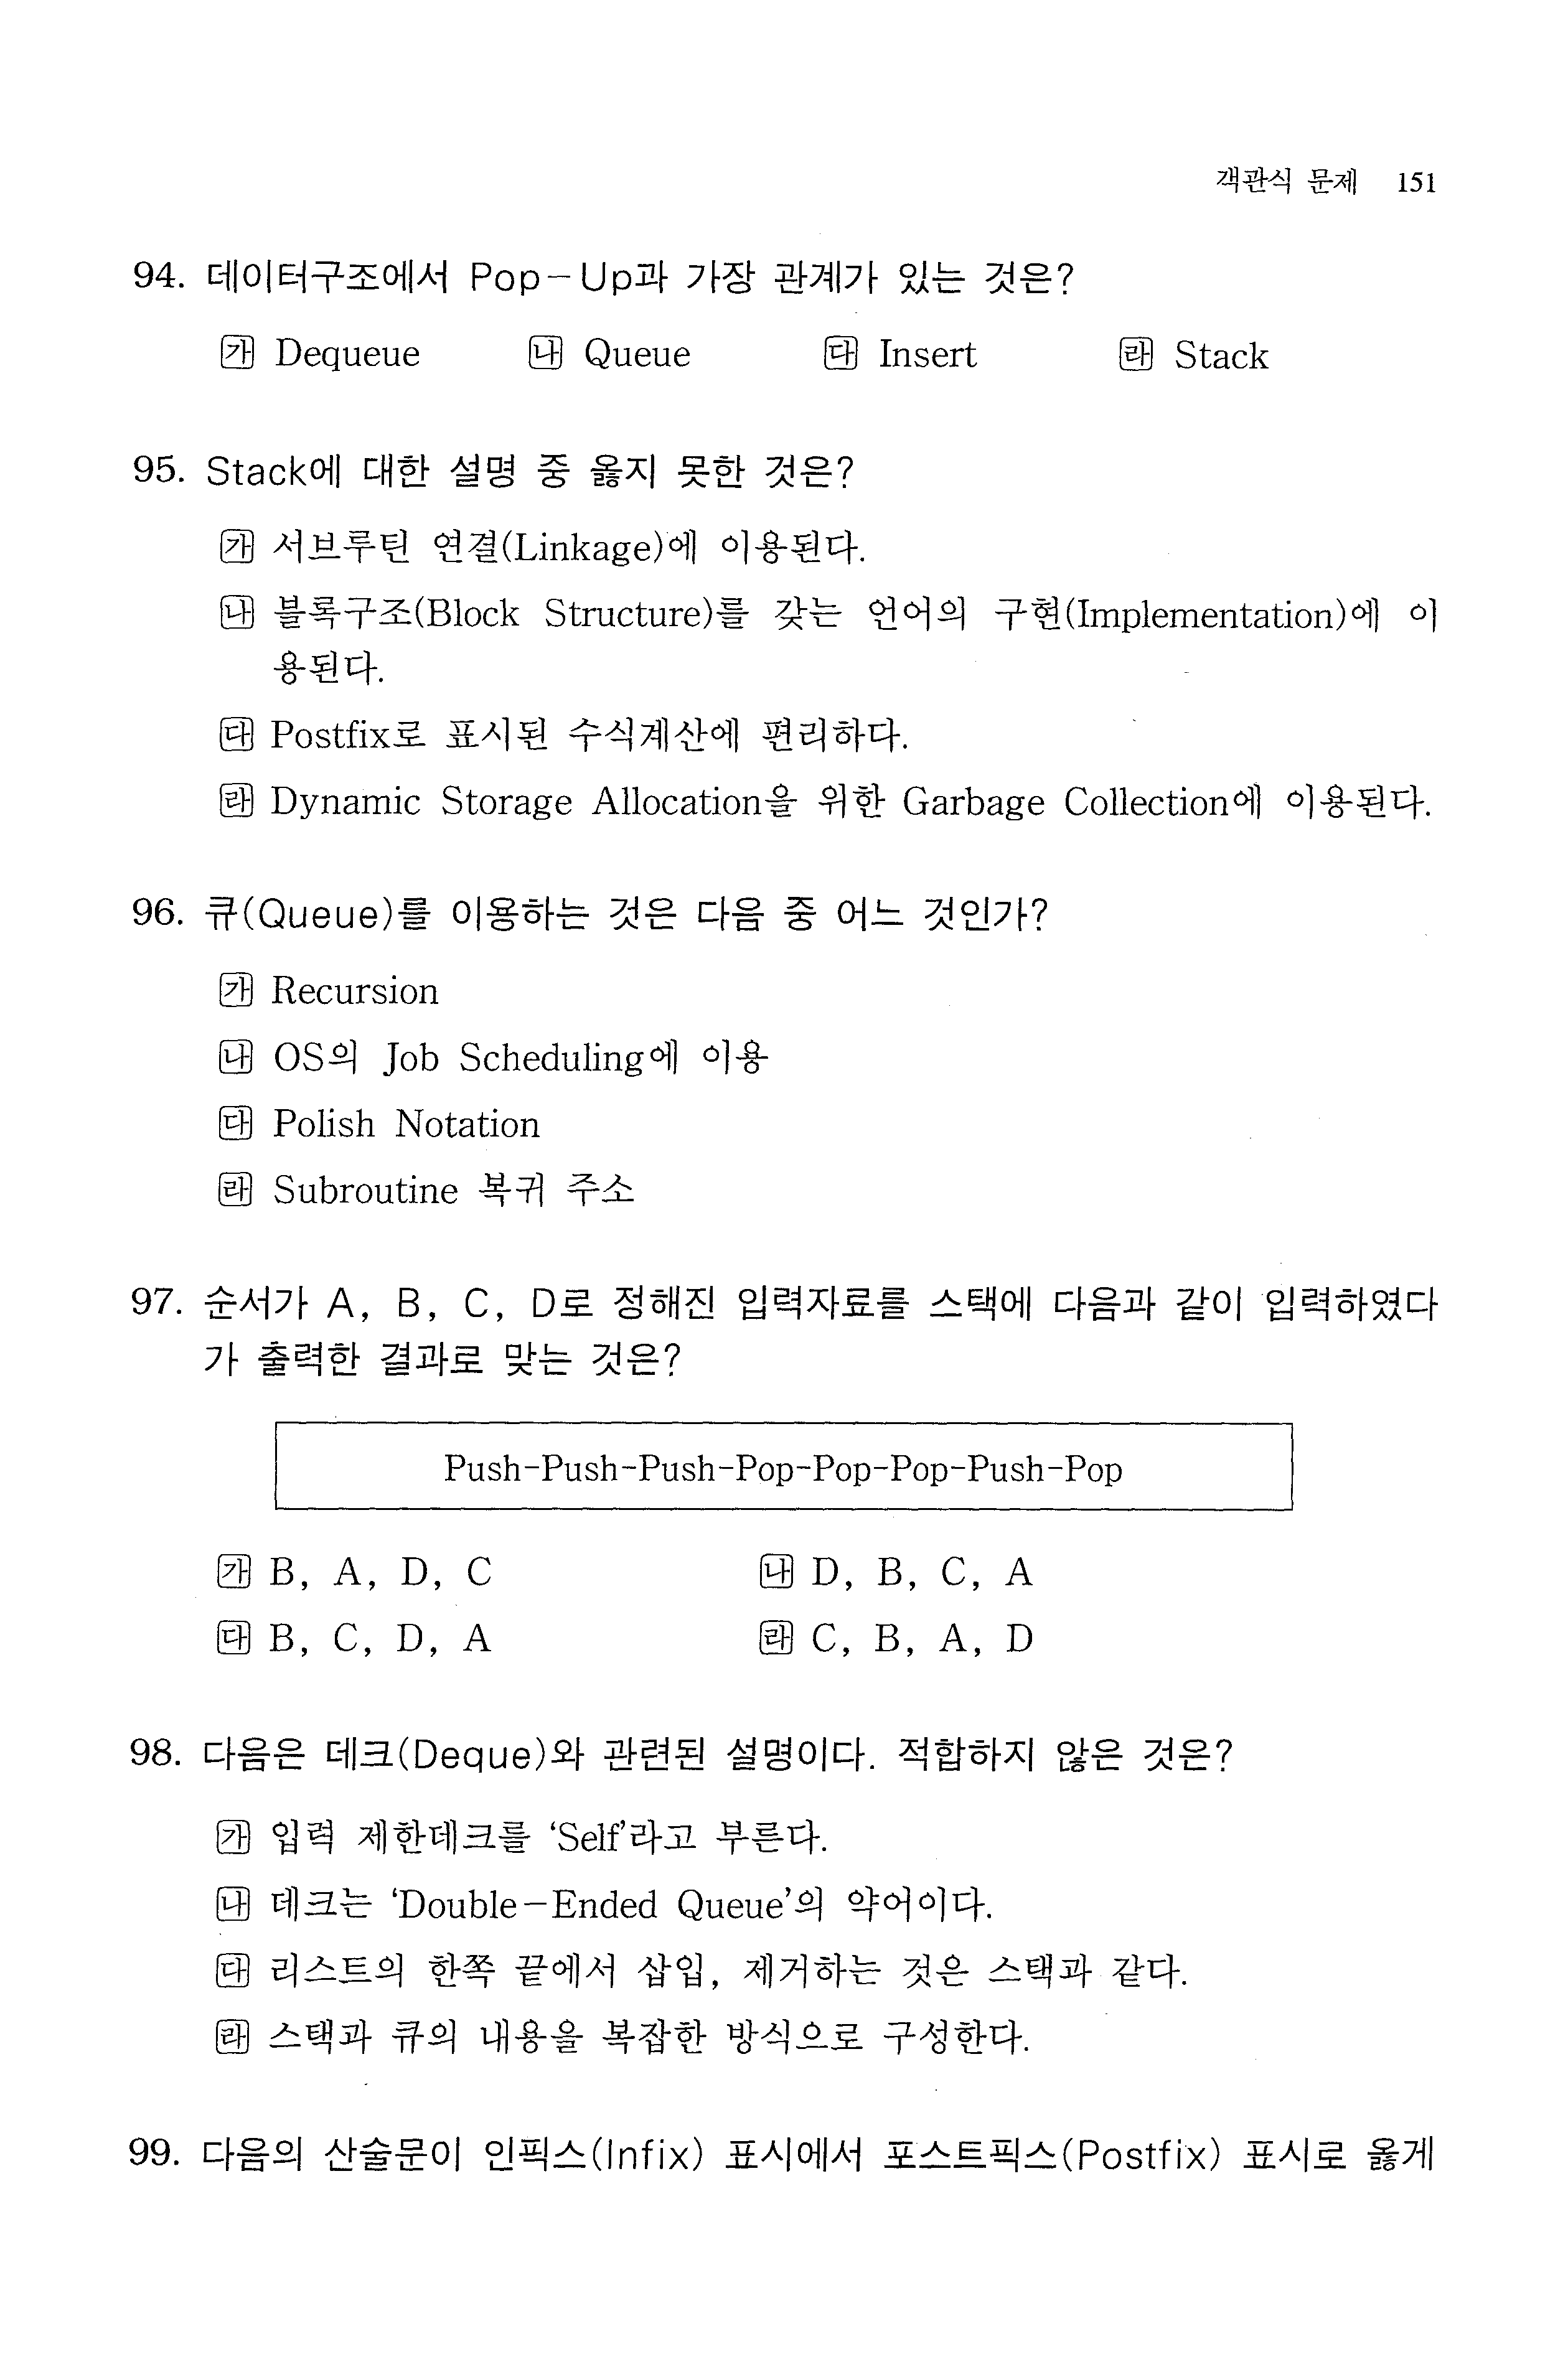 객관식 문제 151
94. 데이터구조에서 Pop-Up과 가장 관계가 있는 것은?
㉮ Dequeue ㉯ Queue ㉰ Insert ㉱ Stack
95. Stack에 대한 설명 중 옳지 못한 것은?
㉮ 서브루틴 연결(Linkage)에 이용된다.
㉯ 블록구조(Block Structure)를 갖는 언어의 구현(Implementation)에 이
용된다.
㉰ Postfix로 표시된 수식계산에 편리하다.
㉱ Dynamic Storage Allocation을 위한 Garbage Collection에 이용된다.
96. 큐(Queue)를 이용하는 것은 다음 중 어느 것인가?
㉮ Recursion
㉯ OS의 Job Scheduling에 이용
㉰ Polish Notation
㉱ Subroutine 복귀 주소
97. 순서가 A, B, C, D로 정해진 입력자료를 스택에 다음과 같이 입력하였다
가 출력한 결과로 맞는 것은?
Push-Push-Push-Pop-Pop-Pop-Push-Pop
㉮ B, A, D, C ㉯ D, B, C, A
㉰ B, C, D, A ㉱ C, B, A, D
98. 다음은 데크(Deque)와 관련된 설명이다. 적합하지 않은 것은?
㉮ 입력 제한데크를 ‘Self’라고 부른다.
㉯ 데크는 ‘Double-Ended Queue’의 약어이다.
㉰ 리스트의 한쪽 끝에서 삽입, 제거하는 것은 스택과 같다.
㉱ 스택과 큐의 내용을 복잡한 방식으로 구성한다.
99. 다음의 산술문이 인픽스(Infix) 표시에서 포스트픽스(Postfix) 표시로 옳게